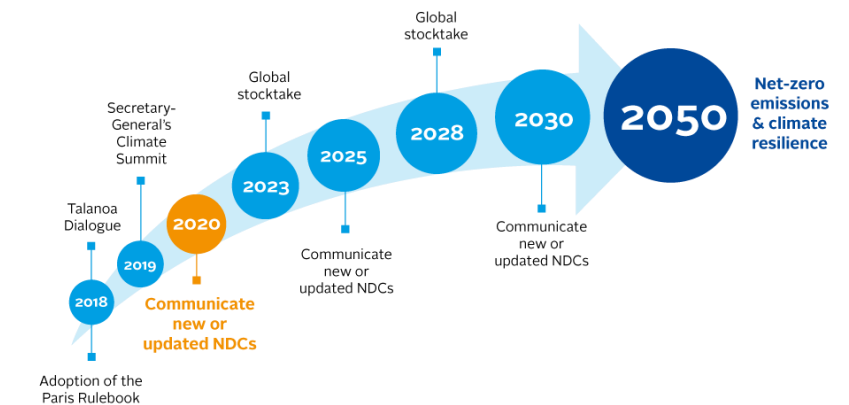 Global
stocktake
Global
stocktake
Secretary-
General's
Climate
Summit
Talanoa
Dialogue
2018
2019
2020
2023
2025
2028
2030
2050
Net-zero
emissions
& climate
resilience
Communicate
new or
updated NDCs
Communicate
new or
updated NDCs
Communicate
new or
updated NDCs
Adoption of the
Paris Rulebook